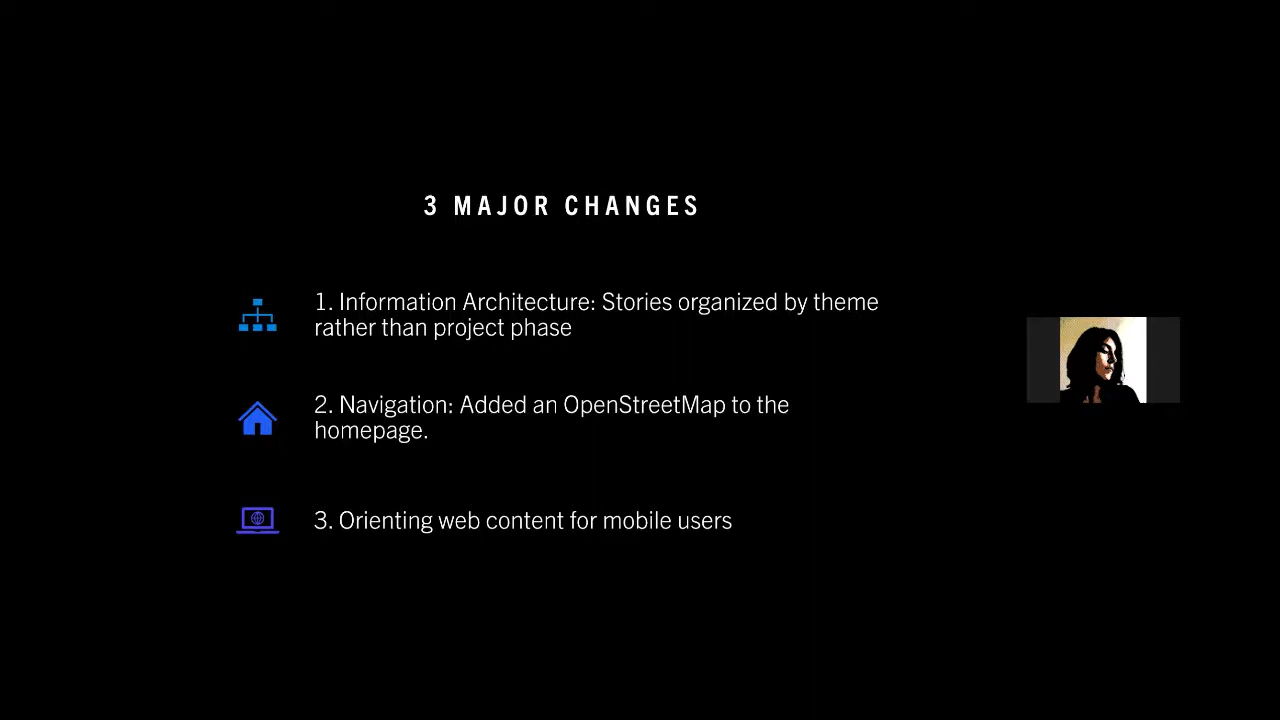 3 MAJOR CHANGES
1. Information Architecture: Stories organized by theme
rather than project phase
2. Navigation: Added an OpenStreetMap to the
homepage.
3. Orienting web content for mobile users